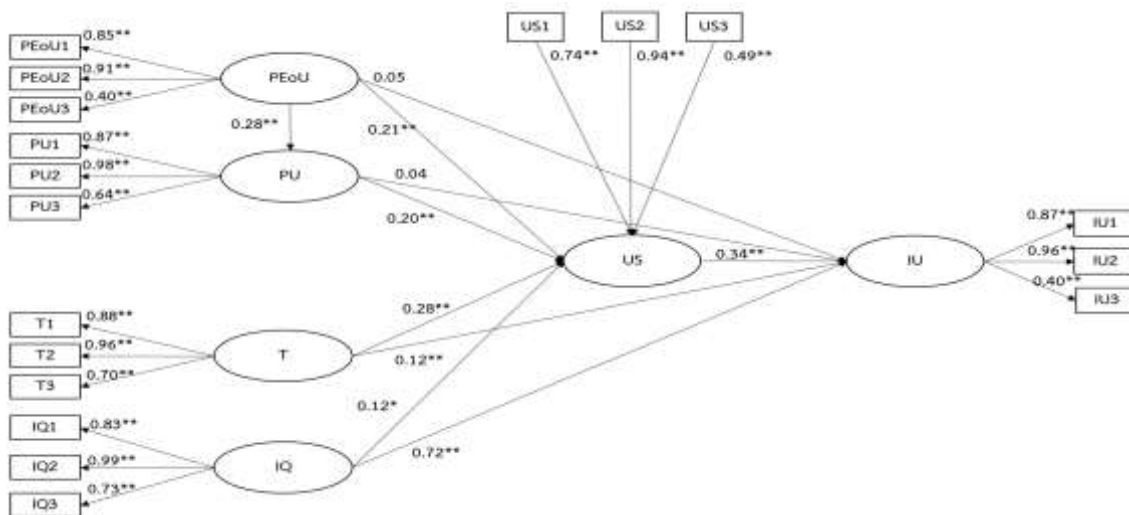 US1
US2
US3
PEoU1
0.85**
0.74**
0.94**
0.49**
PEoU2
0.91**
PEoU
0.05
PEoU3
0.40**
0.28**
0.21**
PU1
0.87**
PU2
0.98**
PU
0.04
PU3
0.64**
0.20**
0.87**
IU1
US
0.34**
IU
0.96**
IU2
0.40**
IU3
T1
0.88**
0.28**
T2
0.96**
T
0.12**
T3
0.70**
0.12*
IQ1
0.83**
0.72**
IQ2
0.99**
IQ
IQ3
0.73**